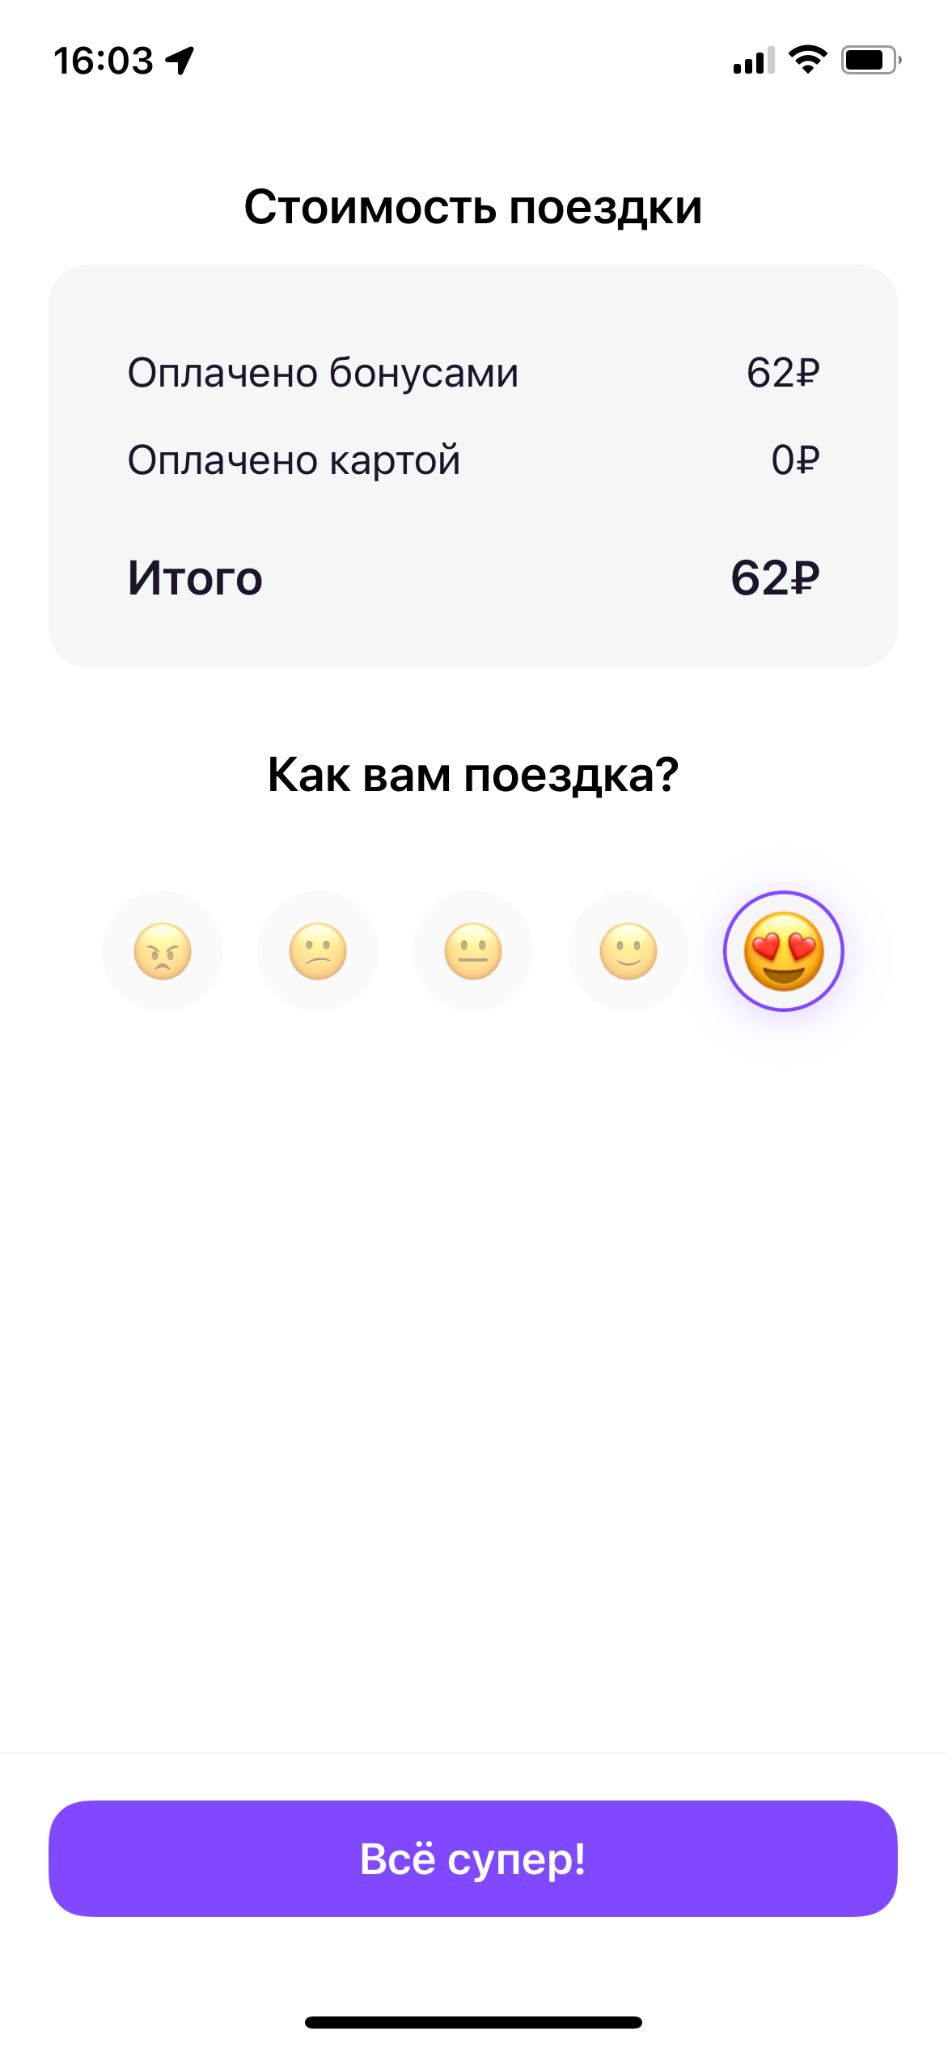 16:03
Стоимость поездки
Оплачено бонусами 62₽
Оплачено картой 0₽
Итого 62₽
Как вам поездка?
Всё супер!